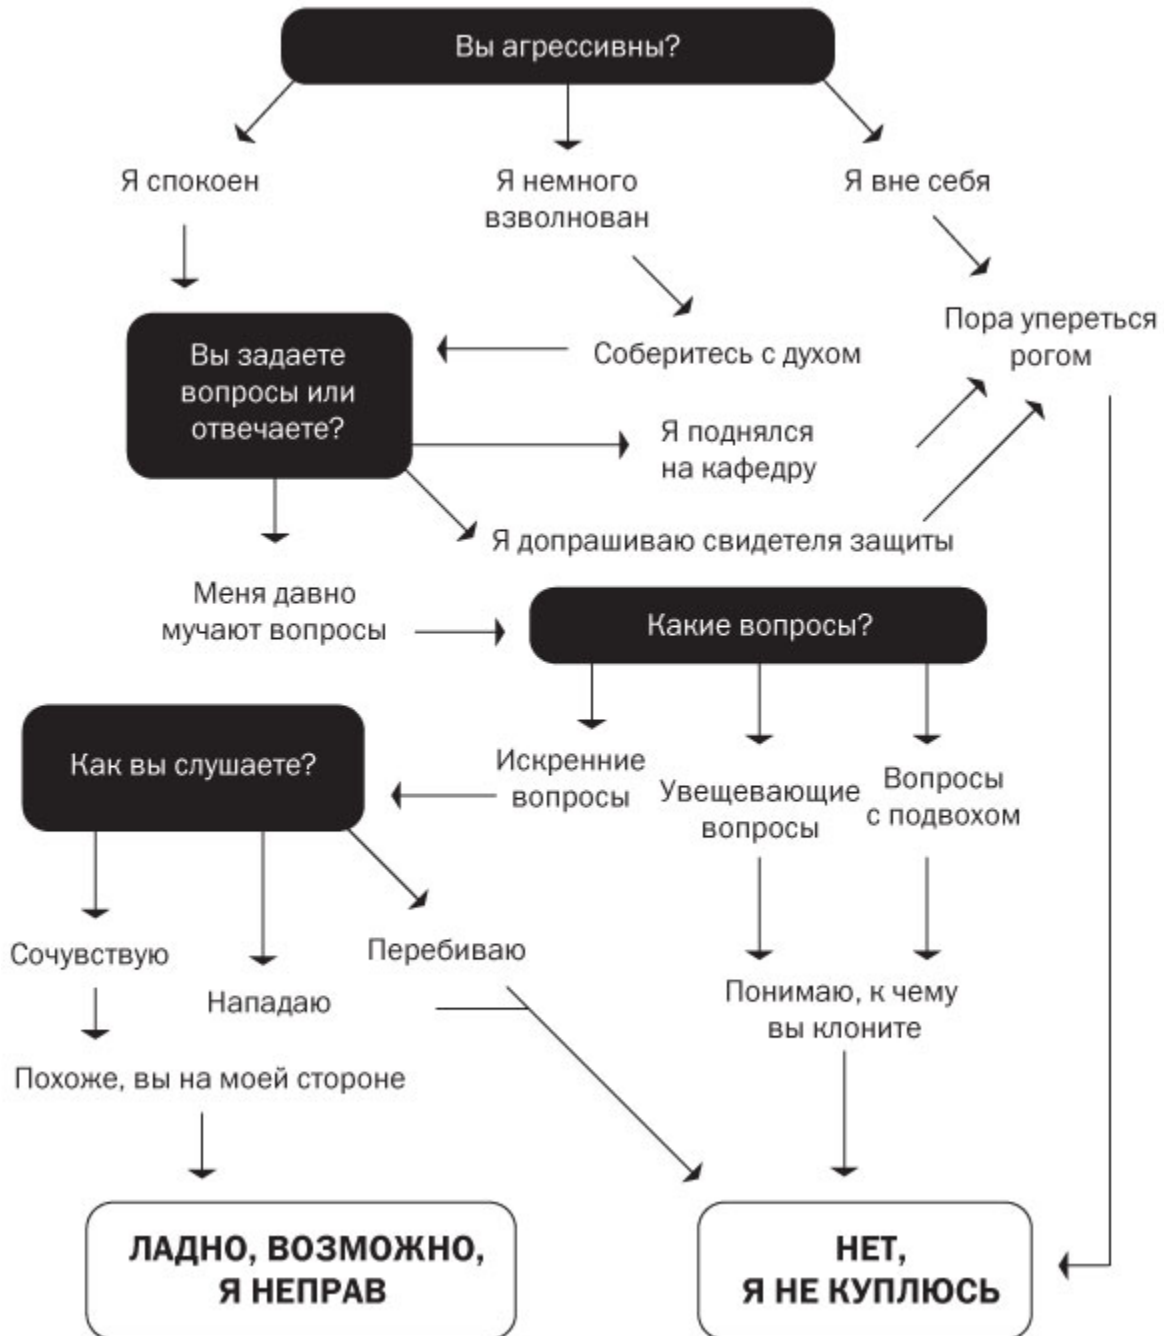 Вы агрессивны?
Я спокоен
Я немного
взволнован
Я вне себя
Пора упереться
рогом
Вы задаете
вопросы или
отвечаете?
Соберитесь с духом
Я поднялся
на кафедру
Я допрашиваю свидетеля защиты
Меня давно
мучают вопросы
Какие вопросы?
Как вы слушаете?
Искренние
вопросы
Увещевающие
вопросы
Вопросы
с подвохом
Сочувствую
Нападаю
Перебиваю
Понимаю, к чему
вы клоните
Похоже, вы на моей стороне
ЛАДНО, ВОЗМОЖНО,
Я НЕПРАВ
НЕТ,
Я НЕ КУПЛЮСЬ